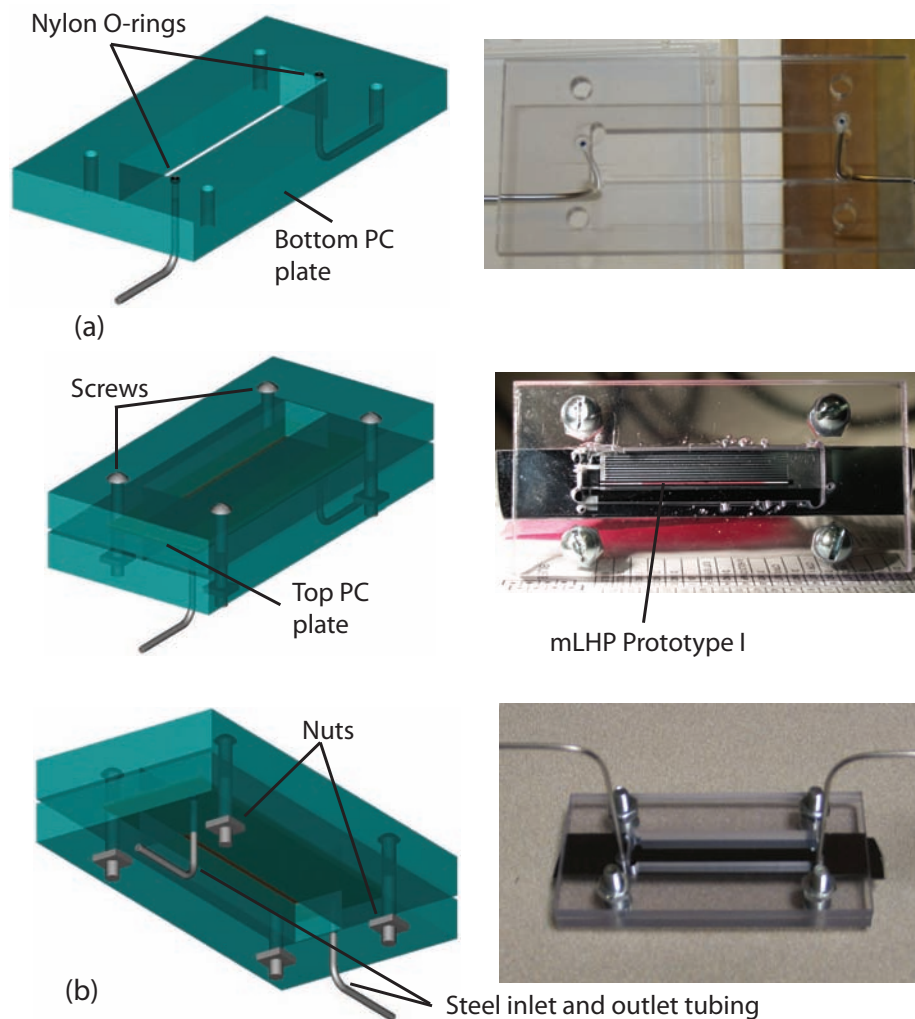 Nylon O-rings
Bottom PC
plate
(a)
Screws
Top PC
plate
mLHP Prototype I
Nuts
(b)
Steel inlet and outlet tubing